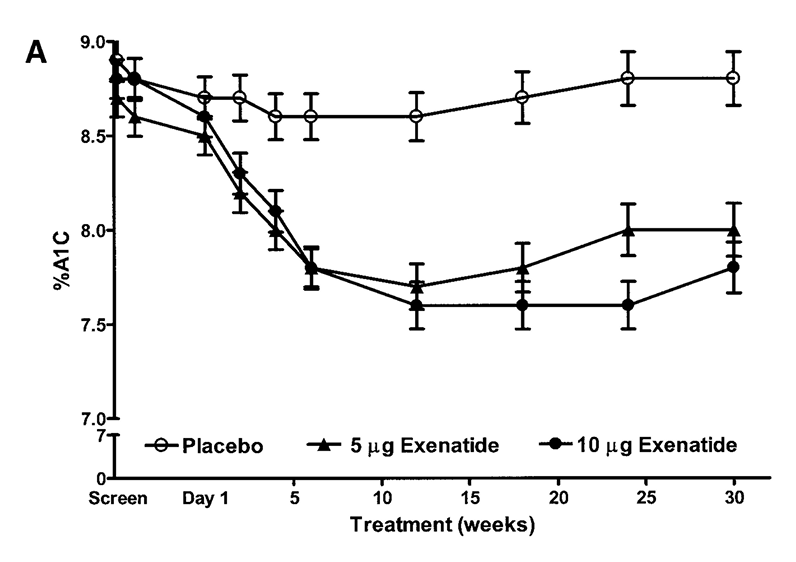 A
9.0
8.5
8.0
7.5
7.0
7
0
%A1C
Placebo 5 μg Exenatide 10 μg Exenatide
Screen Day 1 5 10 15 20 25 30
Treatment (weeks)